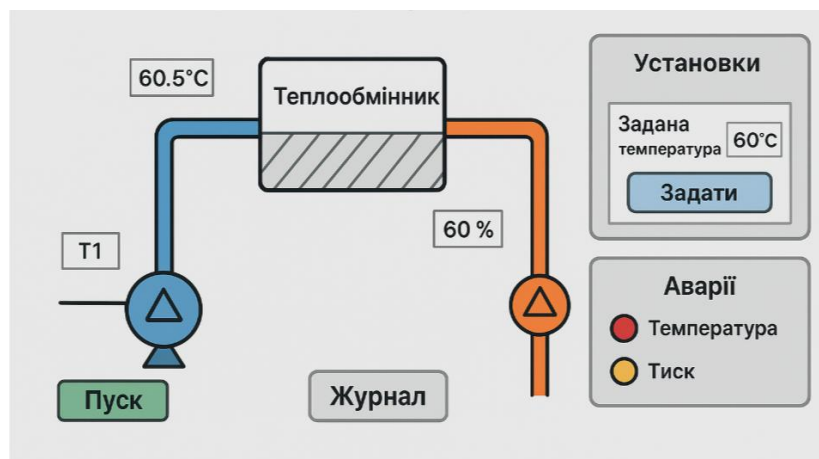 60.5°C
Теплообмінник
T1
60 %
Пуск
Журнал
Установки
Задана
температура
60°C
Задати
Аварії
Температура
Тиск